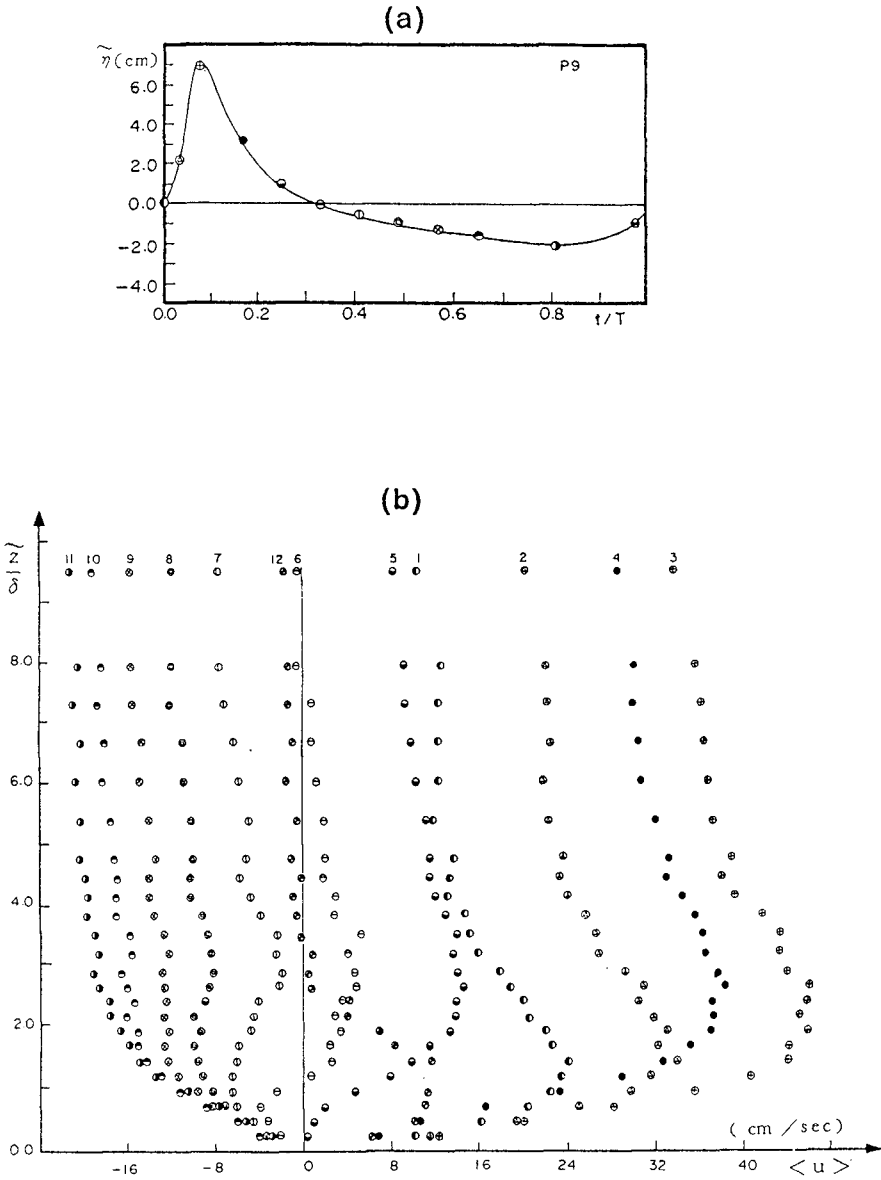 (a)
η̃(cm)
P9
6.0
4.0
2.0
0.0
-2.0
-4.0
0.0 0.2 0.4 0.6 0.8
t/T
(b)
z̃/δ
11 10 9 8 7 12 6 5 1 2 4 3
8.0
6.0
4.0
2.0
0.0
(cm/sec)
-16 -8 0 8 16 24 32 40 <u>